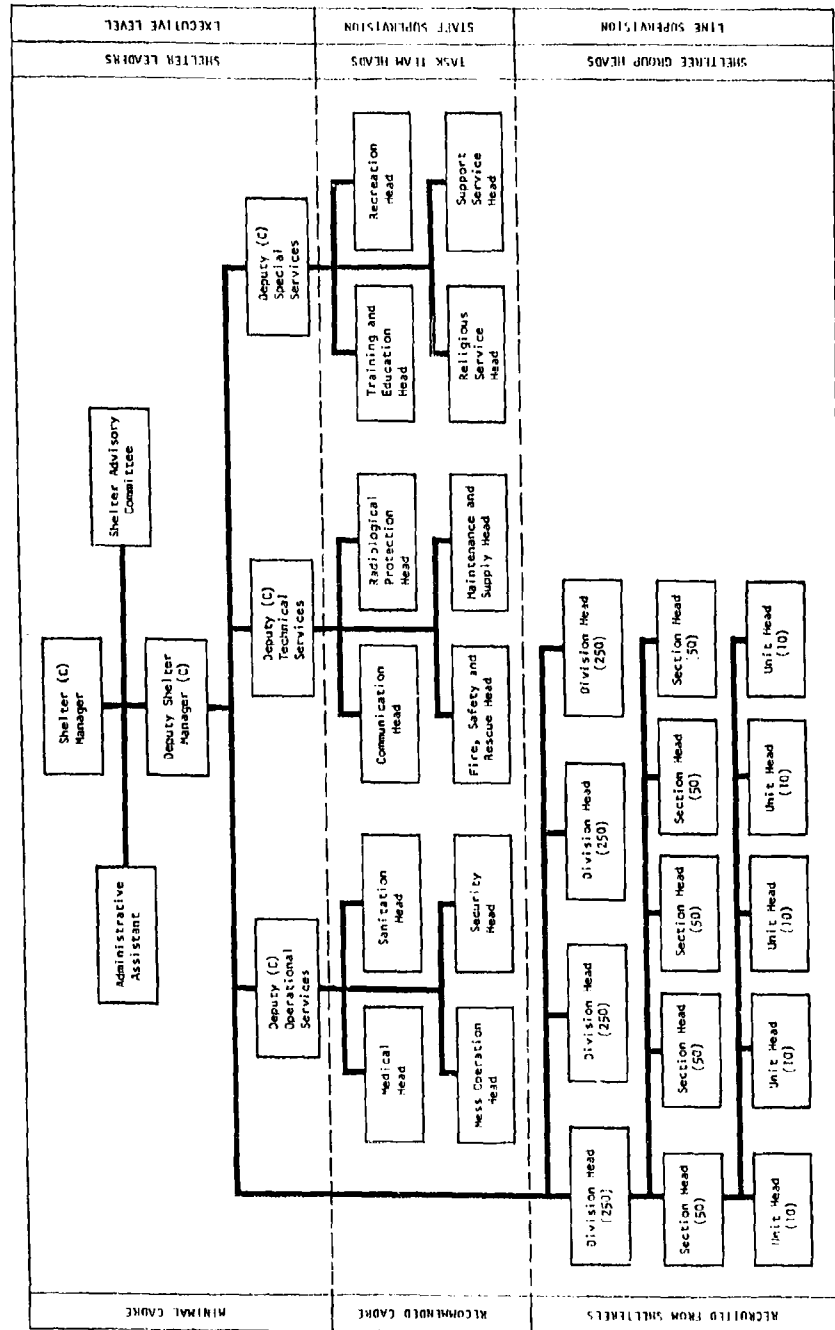 EXECUTIVE LEVEL
STAFF SUPERVISION
LINE SUPERVISION
SHELTER LEADERS
TASK TEAM HEADS
SHELTEREE GROUP HEADS
Shelter (C)
Manager
Administrative
Assistant
Shelter Advisory
Committee
Deputy Shelter
Manager (C)
Deputy (C)
Operational
Services
Deputy (C)
Technical
Services
Deputy (C)
Special
Services
Medical
Head
Sanitation
Head
Communication
Head
Radiological
Protection
Head
Training and
Education
Head
Recreation
Head
Mess Operation
Head
Security
Head
Fire, Safety and
Rescue Head
Maintenance and
Supply Head
Religious
Service
Head
Support
Service
Head
Division Head
(250)
Division Head
(250)
Division Head
(250)
Division Head
(250)
Section Head
(50)
Section Head
(50)
Section Head
(50)
Section Head
(50)
Section Head
(50)
Unit Head
(10)
Unit Head
(10)
Unit Head
(10)
Unit Head
(10)
Unit Head
(10)
MINIMAL CADRE
RECOMMENDED CADRE
RECRUITED FROM SHELTEREES